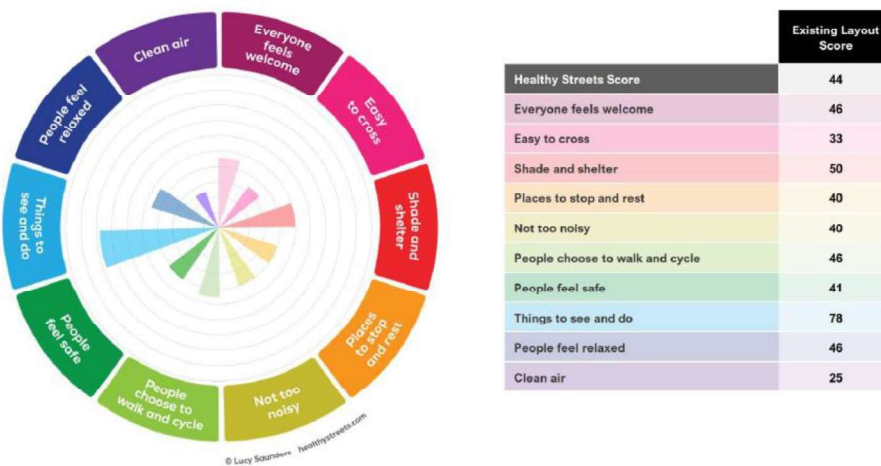 Clean air
Everyone
feels
welcome
Easy
to cross
Shade and
shelter
Places
to stop
and rest
Not too
noisy
People
choose to
walk and cycle
People
feel safe
Things to
see and do
People feel
relaxed
© Lucy Saunders healthystreets.com
Existing Layout
Score
Healthy Streets Score 44
Everyone feels welcome 46
Easy to cross 33
Shade and shelter 50
Places to stop and rest 40
Not too noisy 40
People choose to walk and cycle 46
People feel safe 41
Things to see and do 78
People feel relaxed 46
Clean air 25